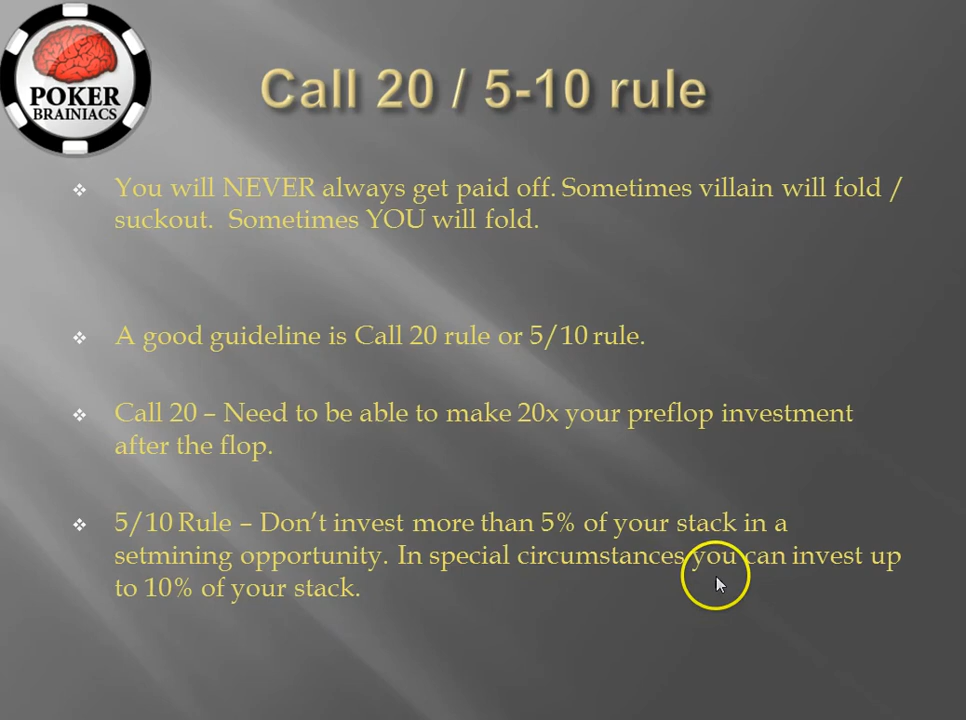 POKER
BRAINIACS
Call 20 / 5-10 rule
You will NEVER always get paid off. Sometimes villain will fold /
suckout.  Sometimes YOU will fold.
A good guideline is Call 20 rule or 5/10 rule.
Call 20 – Need to be able to make 20x your preflop investment
after the flop.
5/10 Rule – Don’t invest more than 5% of your stack in a
setmining opportunity. In special circumstances you can invest up
to 10% of your stack.